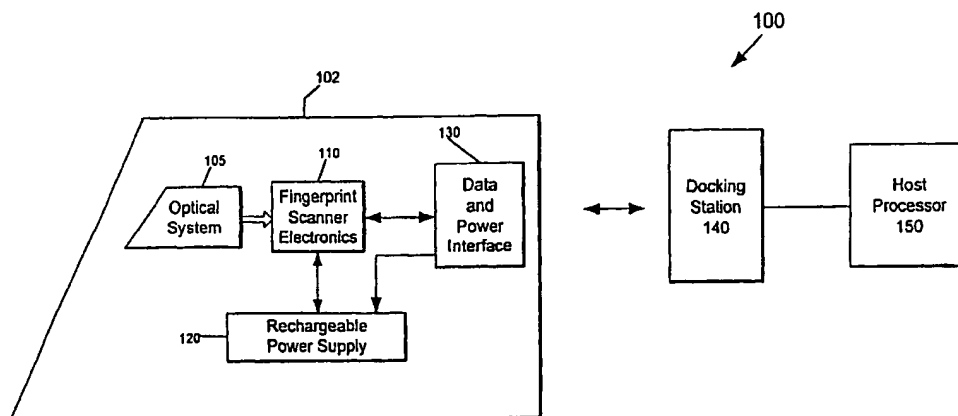 100
102
105
Optical
System
110
Fingerprint
Scanner
Electronics
130
Data
and
Power
Interface
120
Rechargeable
Power Supply
Docking
Station
140
Host
Processor
150